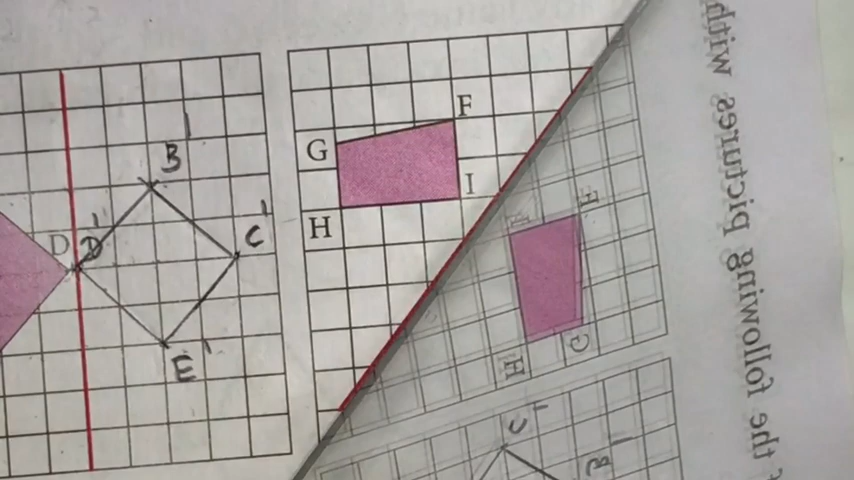 F
G
B'
I
C'
H
D D'
E'
the following pictures with
F
I
G
H
C'
B'